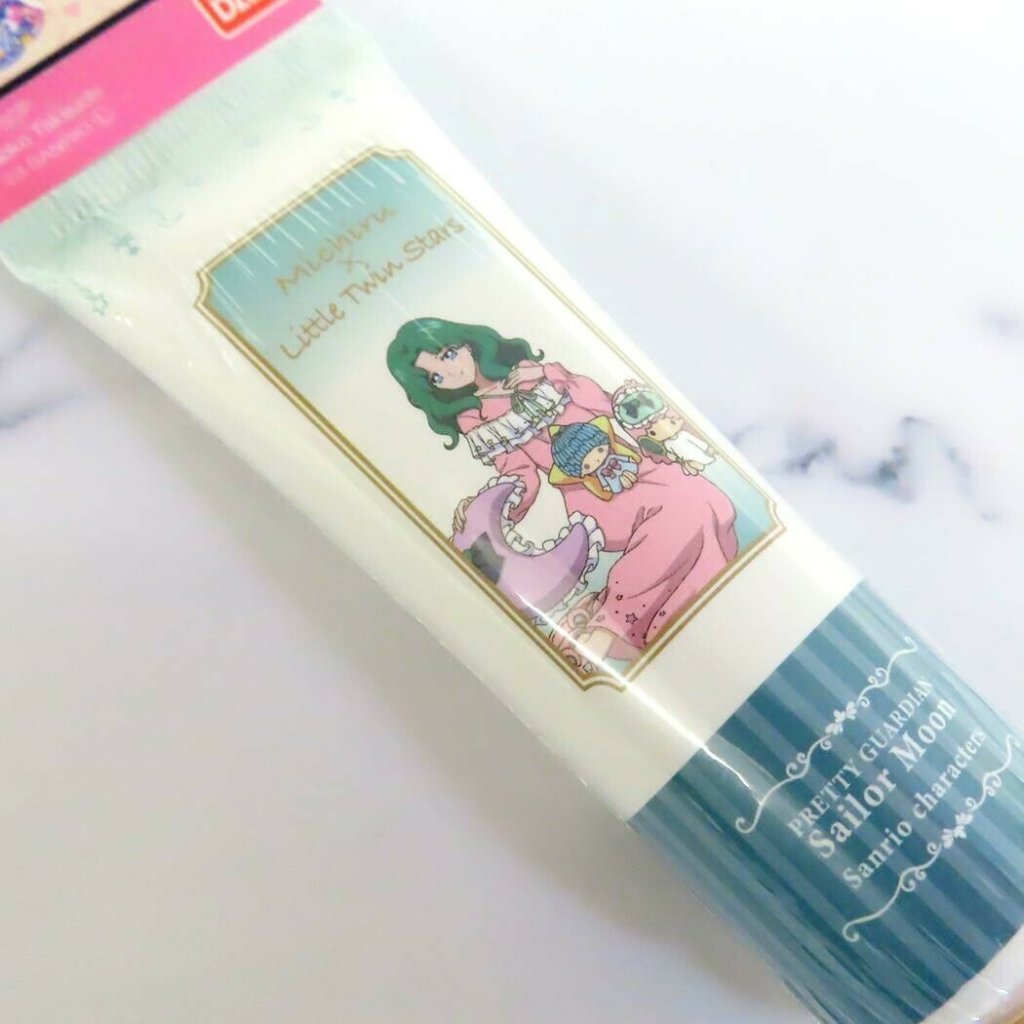 Michiru
×
Little Twin Stars
PRETTY GUARDIAN
Sailor Moon
Sanrio characters